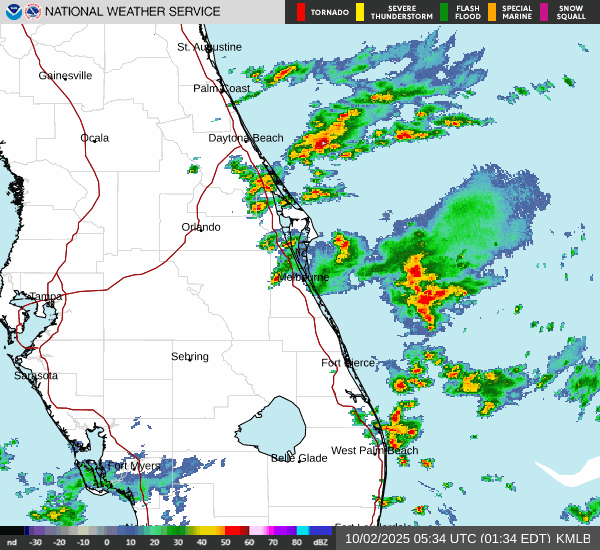 NATIONAL WEATHER SERVICE
TORNADO
SEVERE THUNDERSTORM
FLASH FLOOD
SPECIAL MARINE
SNOW SQUALL
St. Augustine
Gainesville
Palm Coast
Ocala
Daytona Beach
Orlando
Melbourne
Tampa
Sebring
Fort Pierce
Sarasota
West Palm Beach
Belle Glade
Fort Myers
nd -30 -20 -10 0 10 20 30 40 50 60 70 80 dBZ
10/02/2025 05:34 UTC (01:34 EDT) KMLB